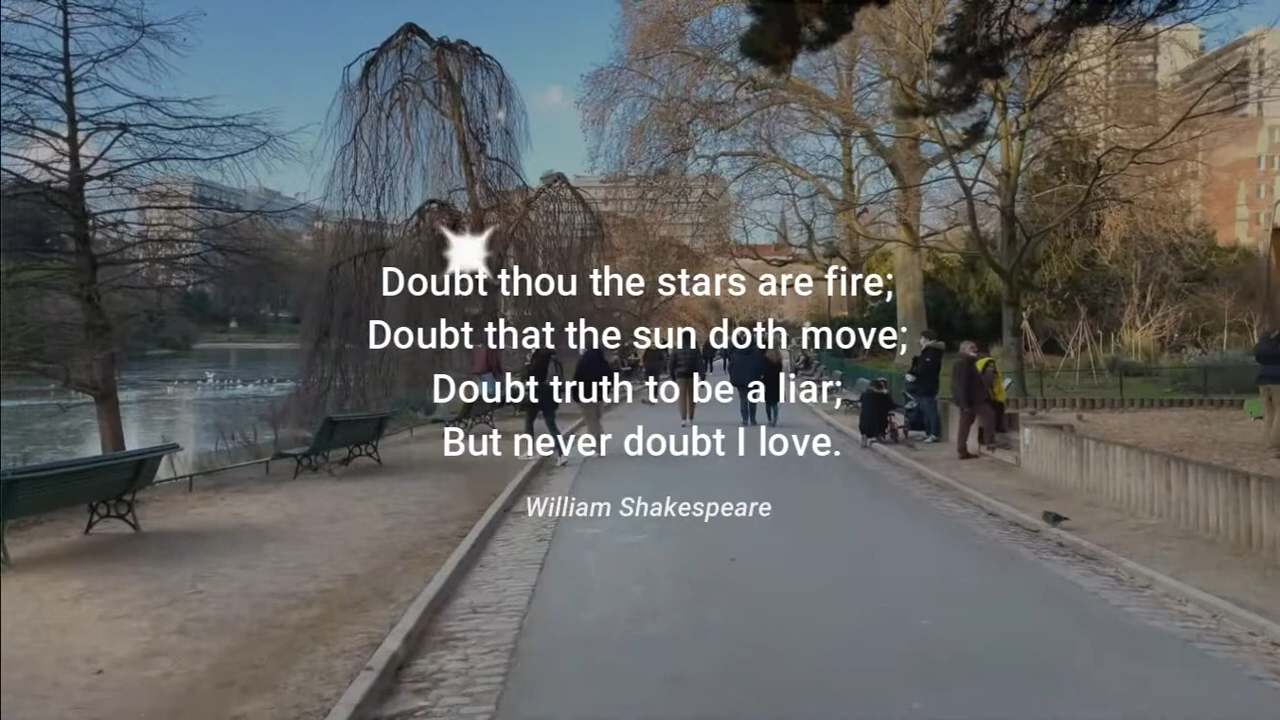 Doubt thou the stars are fire;
Doubt that the sun doth move;
Doubt truth to be a liar;
But never doubt I love.
William Shakespeare